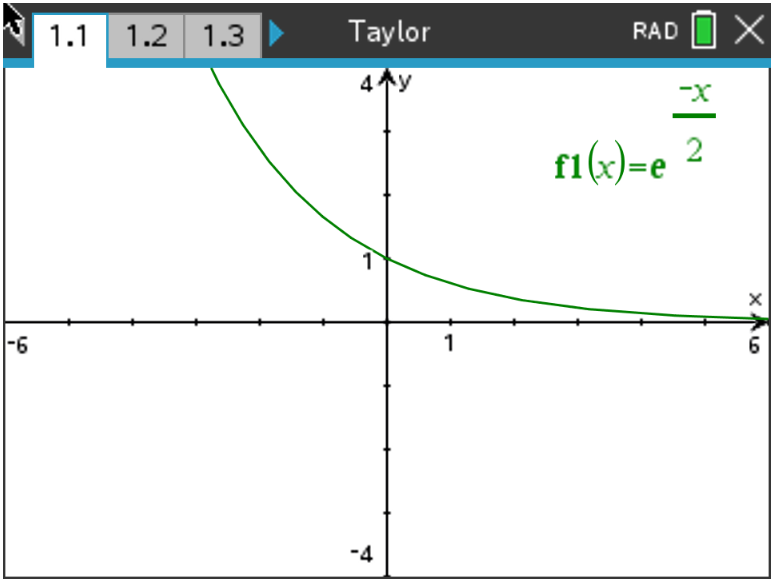 1.1 1.2 1.3 Taylor RAD
4 y
-x
f1(x)=e 2
1
x
-6 1 6
-4